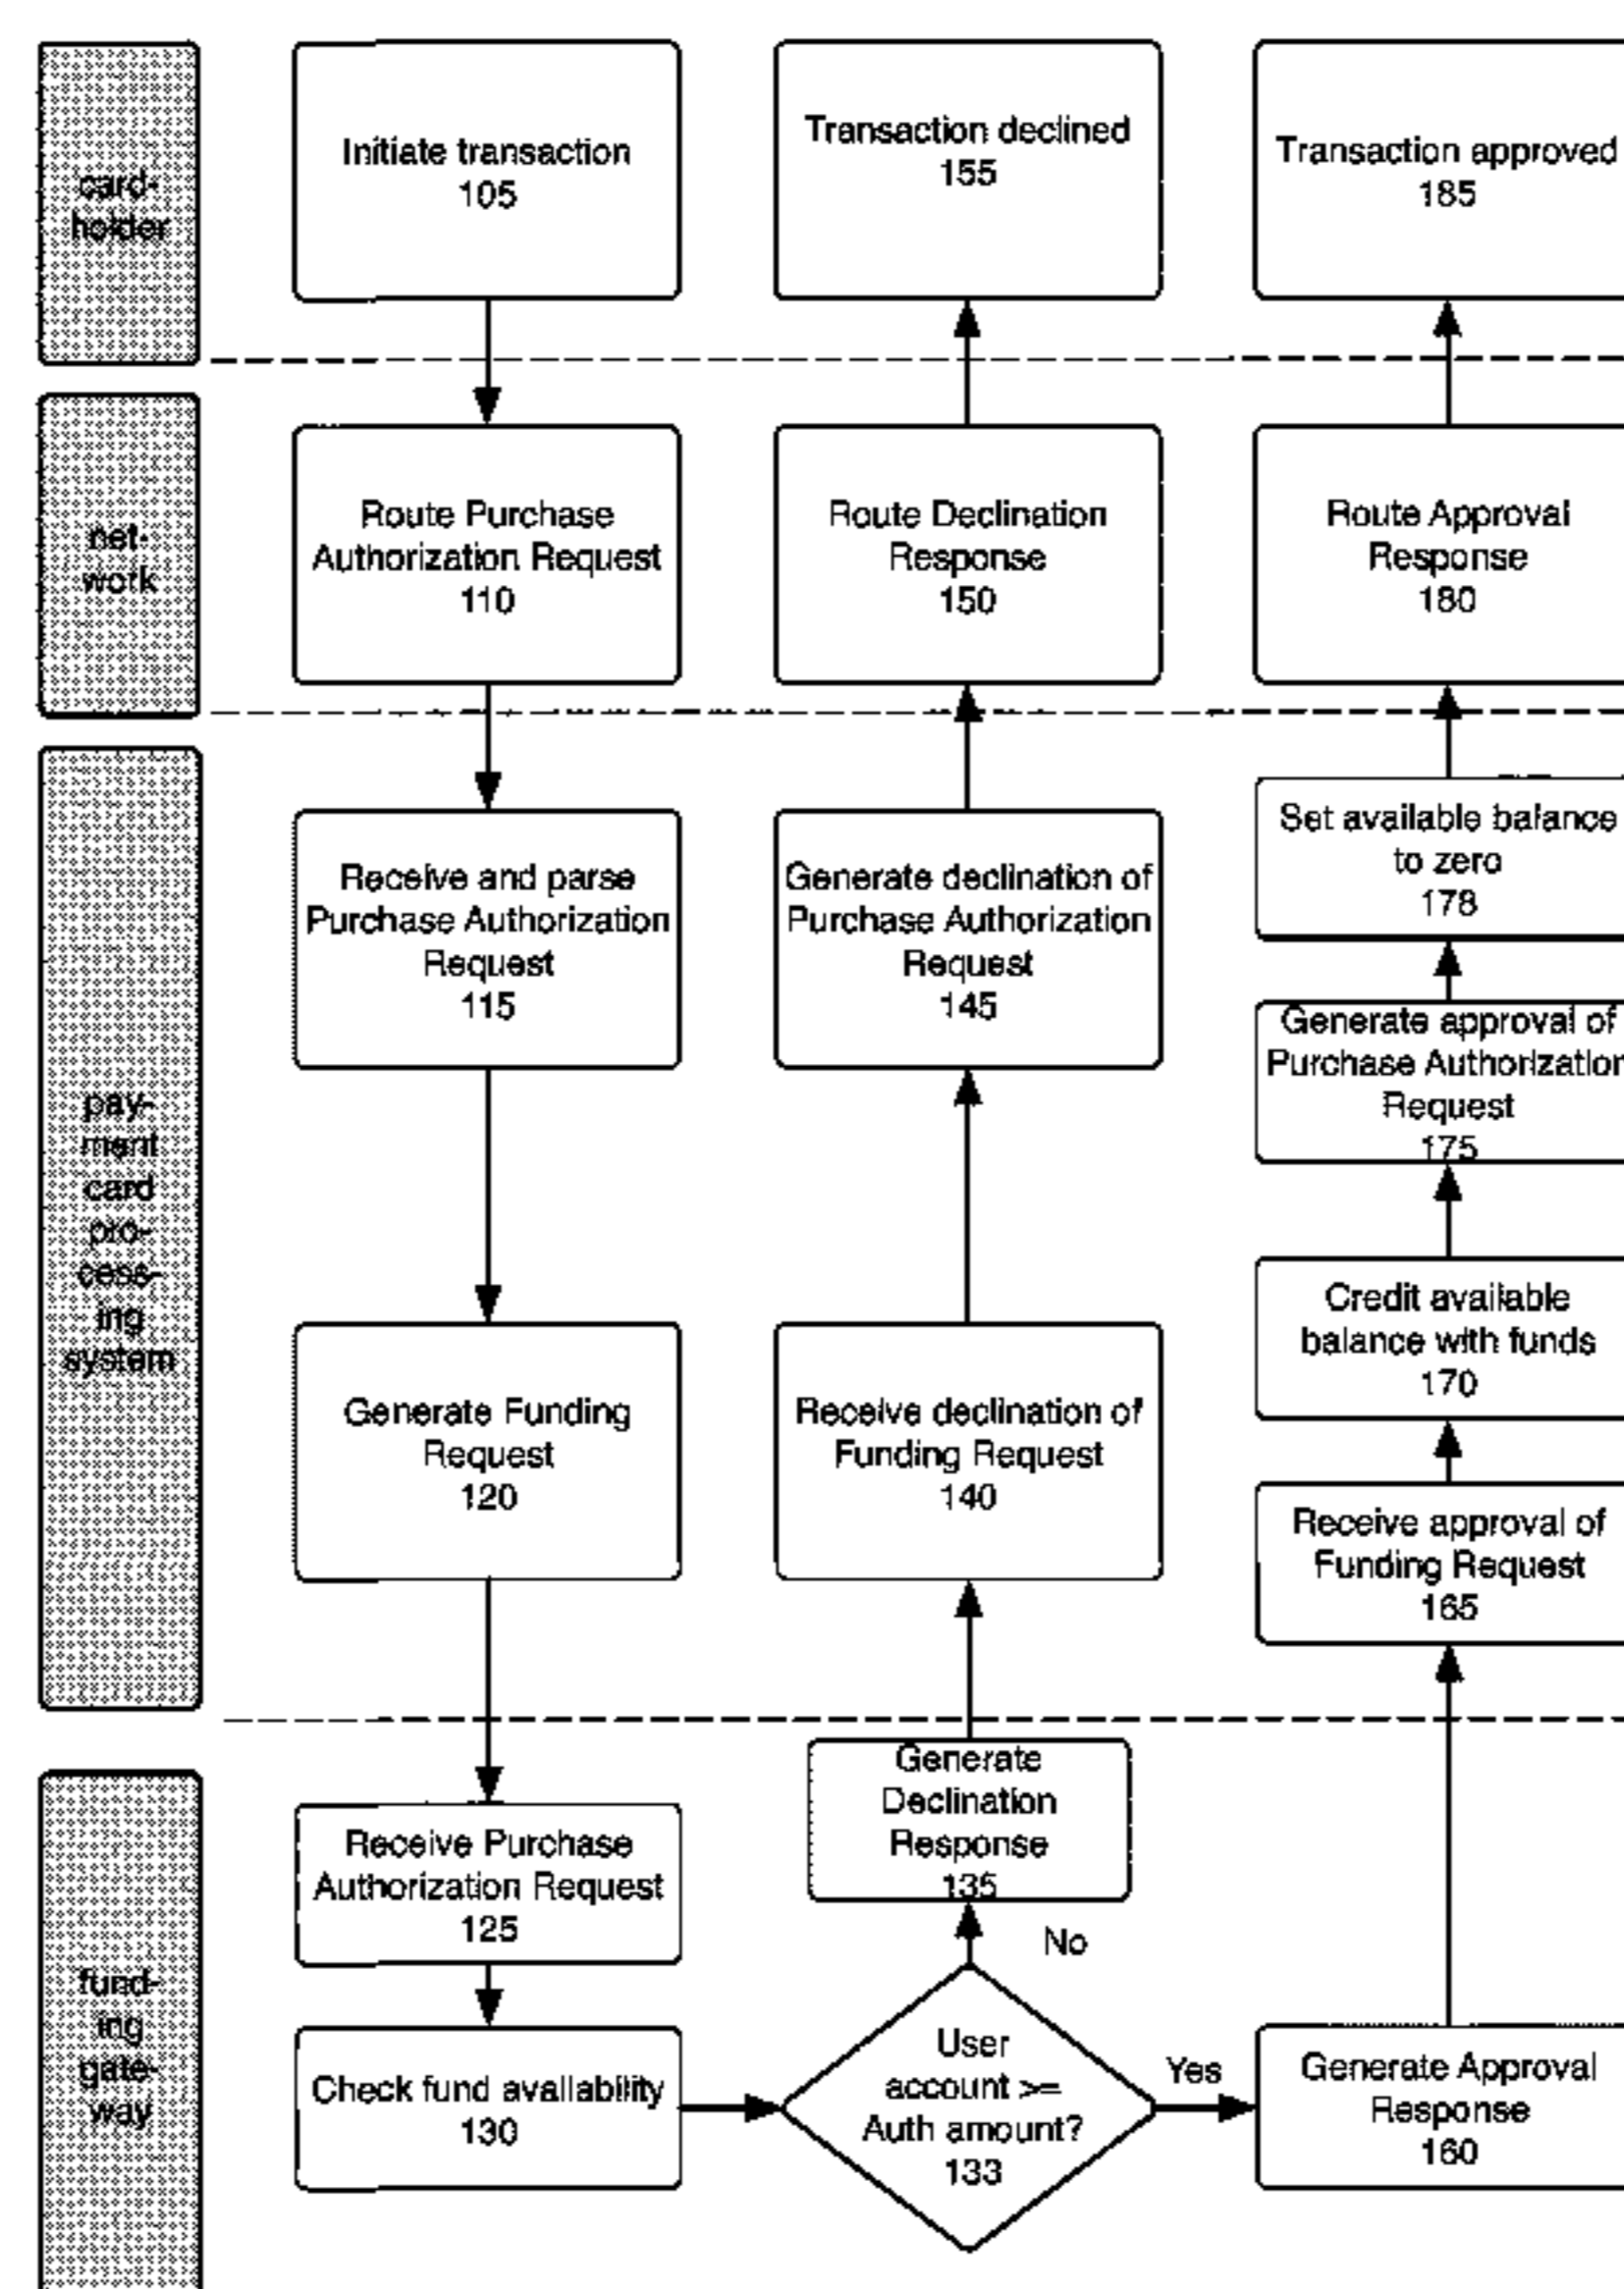 card-
holder
Initiate transaction
105
Transaction declined
155
Transaction approved
185
net-
work
Route Purchase
Authorization Request
110
Route Declination
Response
150
Route Approval
Response
180
pay-
ment
card
pro-
cess-
ing
system
Receive and parse
Purchase Authorization
Request
115
Generate declination of
Purchase Authorization
Request
145
Set available balance
to zero
178
Generate approval of
Purchase Authorization
Request
175
Credit available
balance with funds
170
Generate Funding
Request
120
Receive declination of
Funding Request
140
Receive approval of
Funding Request
165
fund-
ing
gate-
way
Receive Purchase
Authorization Request
125
Generate
Declination
Response
135
No
Check fund availability
130
User
account >=
Auth amount?
133
Yes
Generate Approval
Response
160